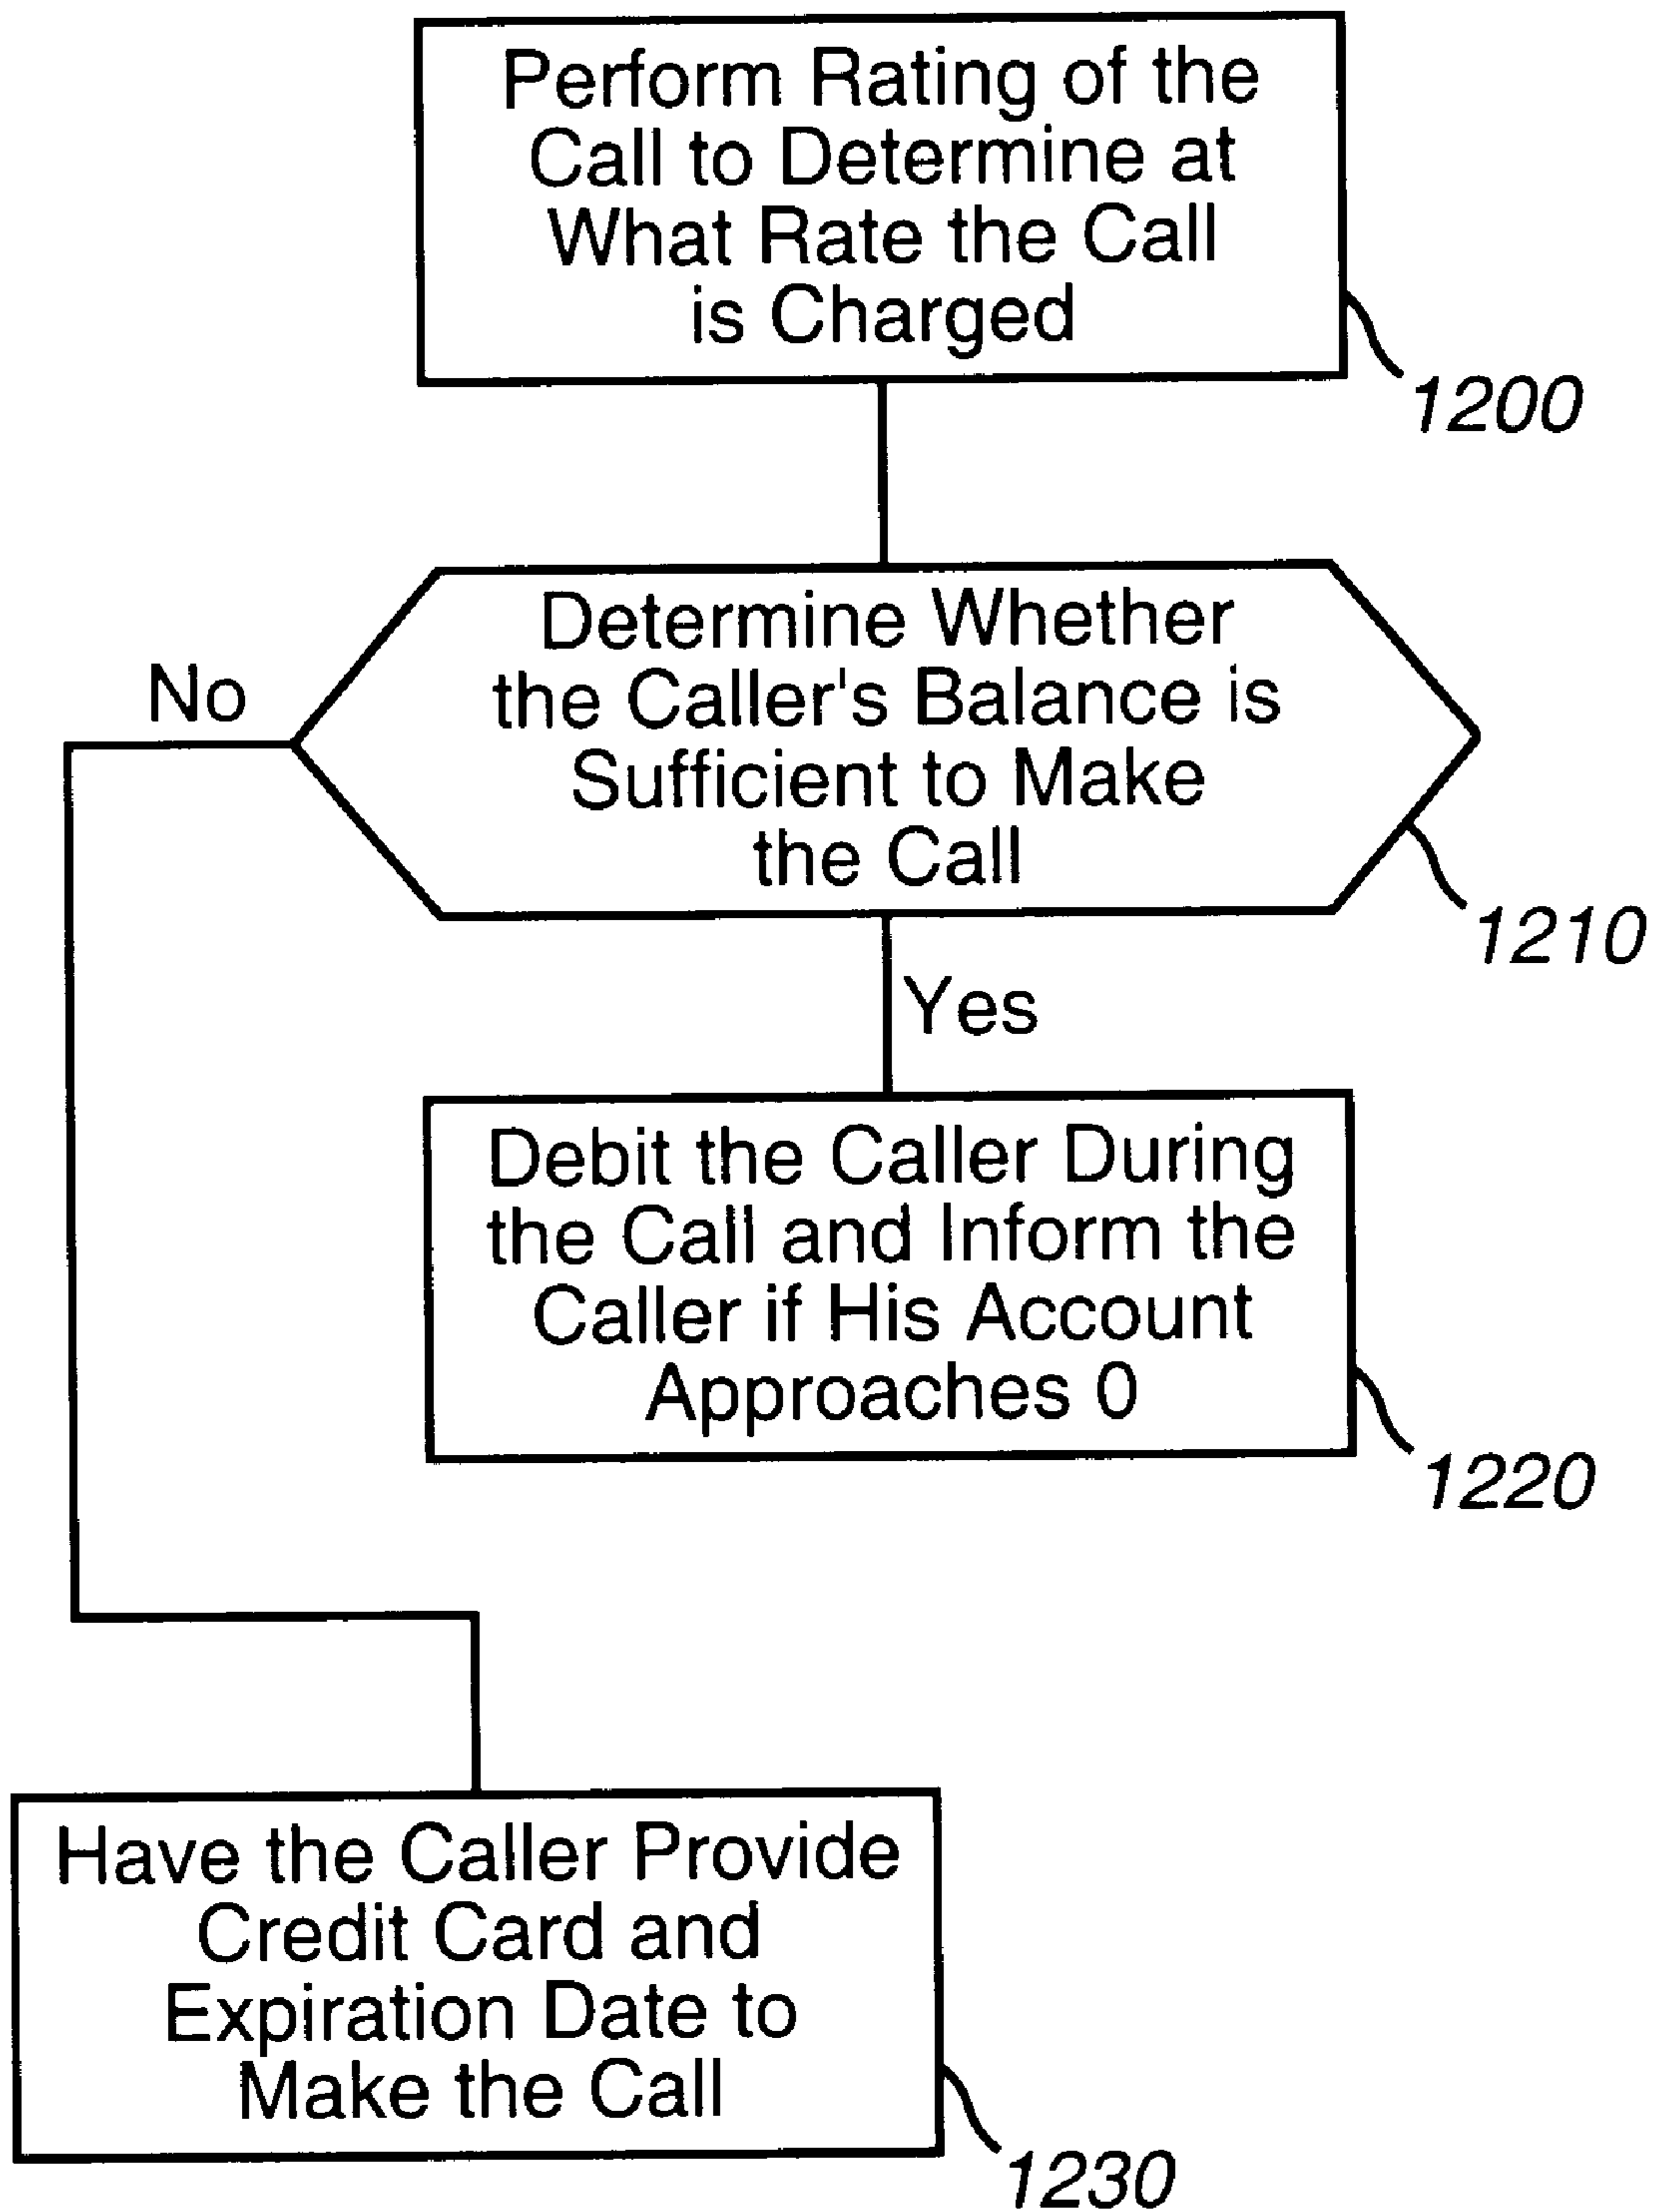 Perform Rating of the
Call to Determine at
What Rate the Call
is Charged
1200
Determine Whether
the Caller's Balance is
Sufficient to Make
the Call
No
1210
Yes
Debit the Caller During
the Call and Inform the
Caller if His Account
Approaches 0
1220
Have the Caller Provide
Credit Card and
Expiration Date to
Make the Call
1230